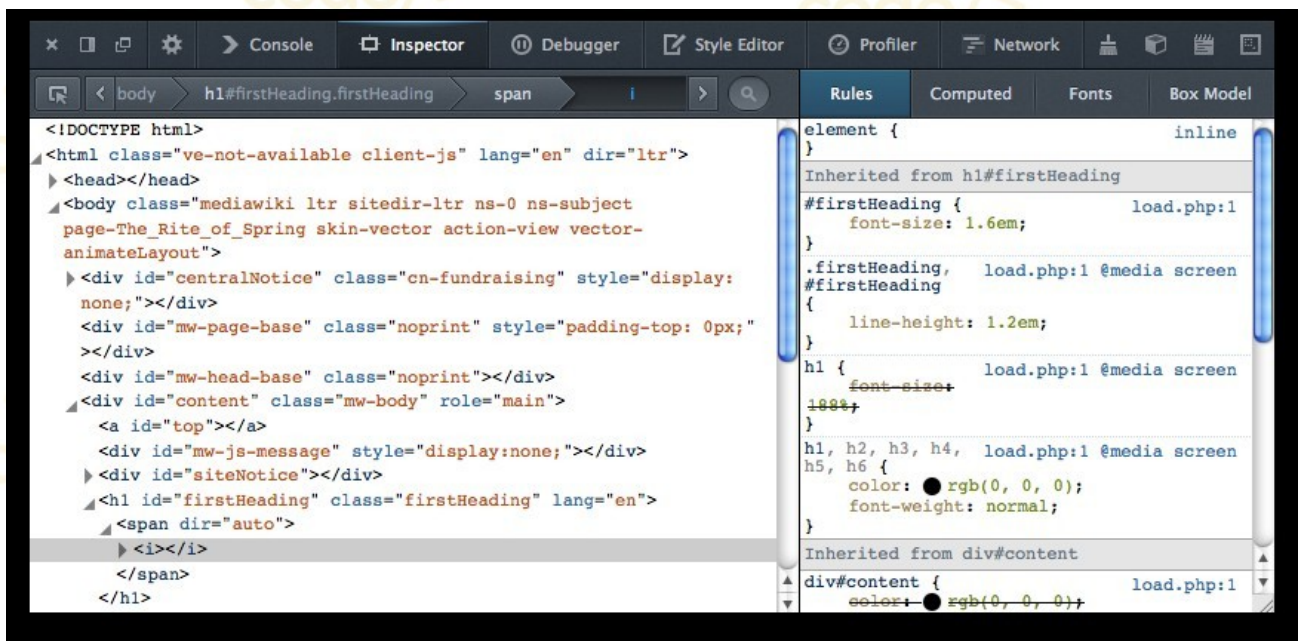 Console Inspector Debugger Style Editor Profiler Network
body h1#firstHeading.firstHeading span i
Rules Computed Fonts Box Model
<!DOCTYPE html>
<html class="ve-not-available client-js" lang="en" dir="ltr">
<head></head>
<body class="mediawiki ltr sitedir-ltr ns-0 ns-subject
page-The_Rite_of_Spring skin-vector action-view vector-
animateLayout">
<div id="centralNotice" class="cn-fundraising" style="display:
none;"></div>
<div id="mw-page-base" class="noprint" style="padding-top: 0px;"
></div>
<div id="mw-head-base" class="noprint"></div>
<div id="content" class="mw-body" role="main">
<a id="top"></a>
<div id="mw-js-message" style="display:none;"></div>
<div id="siteNotice"></div>
<h1 id="firstHeading" class="firstHeading" lang="en">
<span dir="auto">
<i></i>
</span>
</h1>
element { inline
}
Inherited from h1#firstHeading
#firstHeading { load.php:1
font-size: 1.6em;
}
.firstHeading, load.php:1 @media screen
#firstHeading
{
line-height: 1.2em;
}
h1 { load.php:1 @media screen
font-size:
188%;
}
h1, h2, h3, h4, load.php:1 @media screen
h5, h6 {
color: rgb(0, 0, 0);
font-weight: normal;
}
Inherited from div#content
div#content { load.php:1
color: rgb(0, 0, 0);